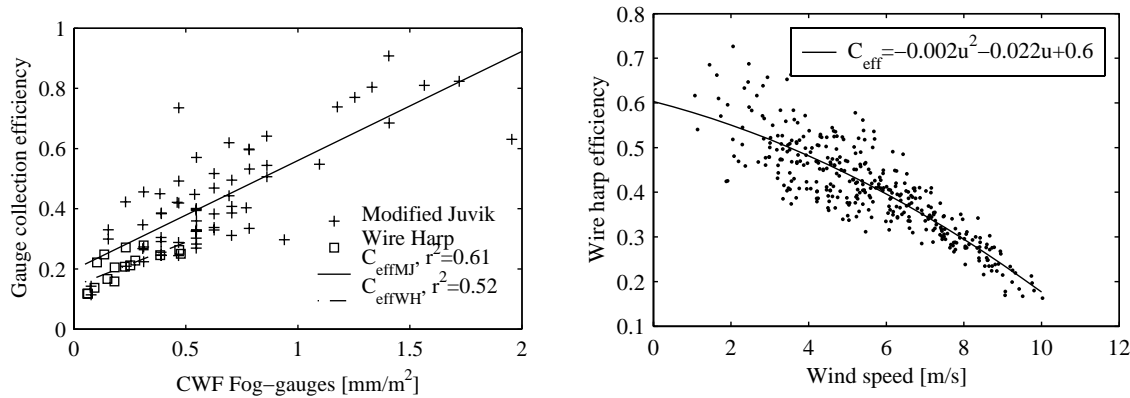 1
0.8
0.6
0.4
0.2
0
0 0.5 1 1.5 2
Gauge collection efficiency
CWF Fog−gauges [mm/m²]
Modified Juvik
Wire Harp
C_effMJ, r²=0.61
C_effWH, r²=0.52
0.8
0.7
0.6
0.5
0.4
0.3
0.2
0.1
0 2 4 6 8 10 12
Wire harp efficiency
Wind speed [m/s]
C_eff=−0.002u²−0.022u+0.6